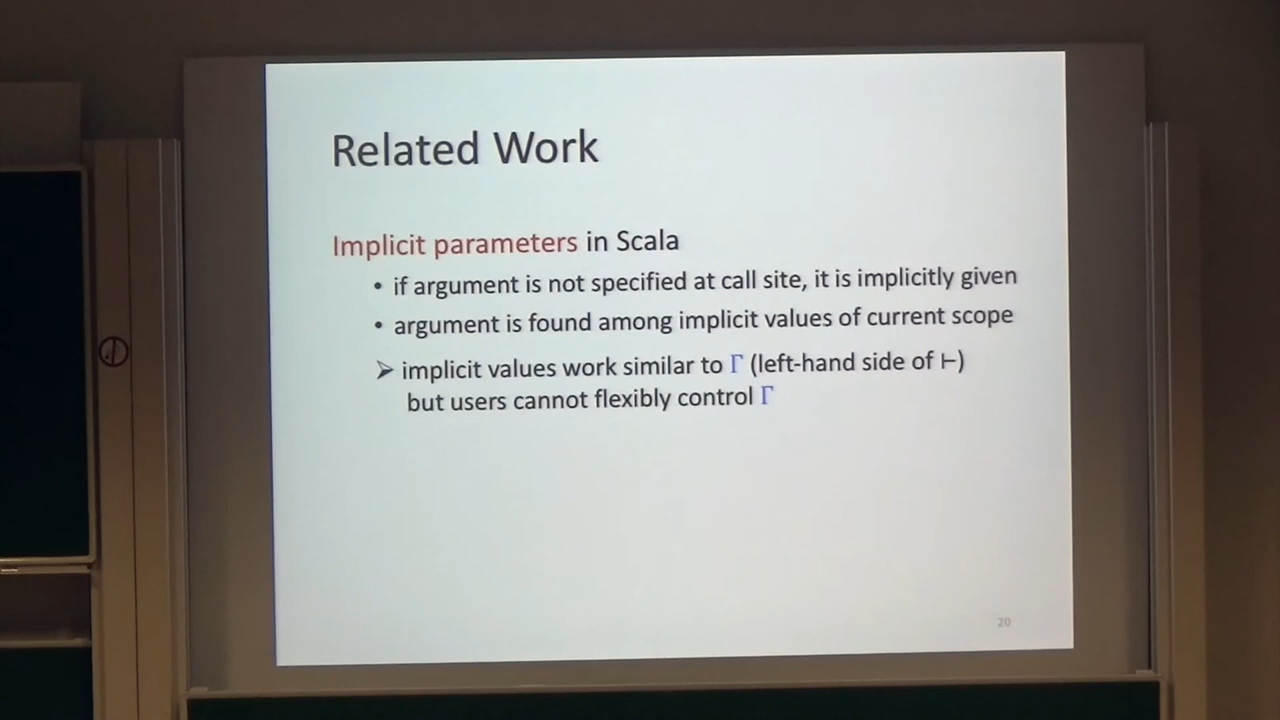 Related Work
Implicit parameters in Scala
• if argument is not specified at call site, it is implicitly given
• argument is found among implicit values of current scope
➢ implicit values work similar to Γ (left-hand side of ⊢)
but users cannot flexibly control Γ
20